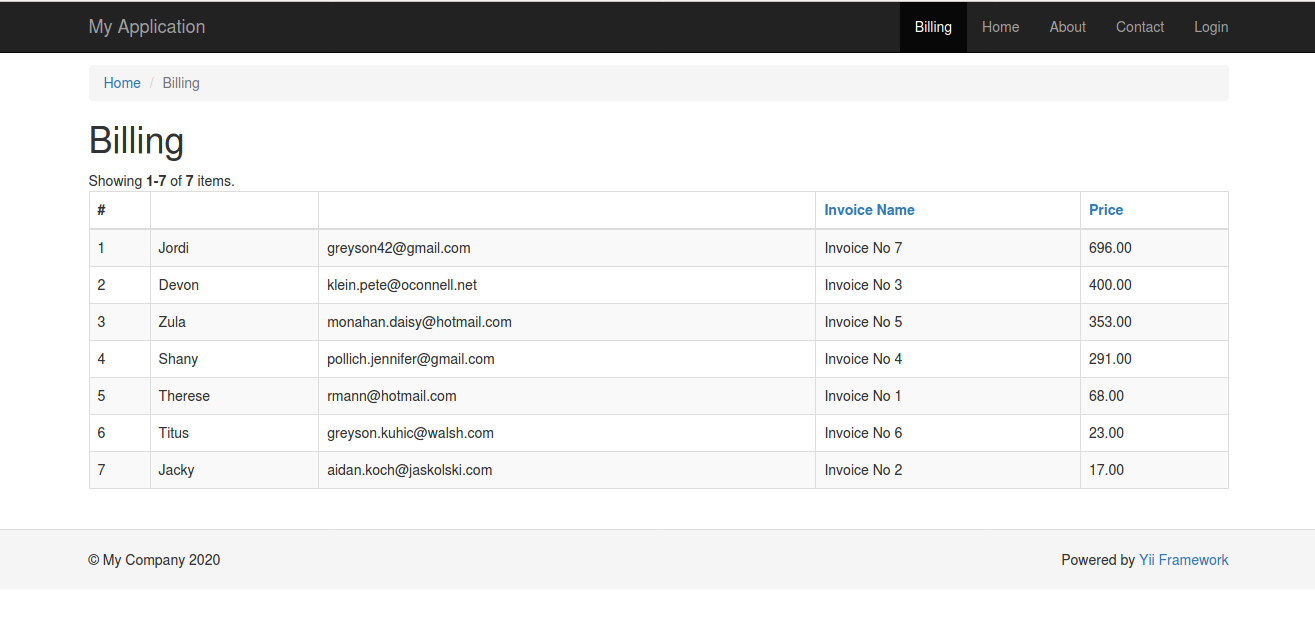 My Application Billing Home About Contact Login
Home / Billing
Billing
Showing 1-7 of 7 items.
# Invoice Name Price
1 Jordi greyson42@gmail.com Invoice No 7 696.00
2 Devon klein.pete@oconnell.net Invoice No 3 400.00
3 Zula monahan.daisy@hotmail.com Invoice No 5 353.00
4 Shany pollich.jennifer@gmail.com Invoice No 4 291.00
5 Therese rmann@hotmail.com Invoice No 1 68.00
6 Titus greyson.kuhic@walsh.com Invoice No 6 23.00
7 Jacky aidan.koch@jaskolski.com Invoice No 2 17.00
© My Company 2020 Powered by Yii Framework